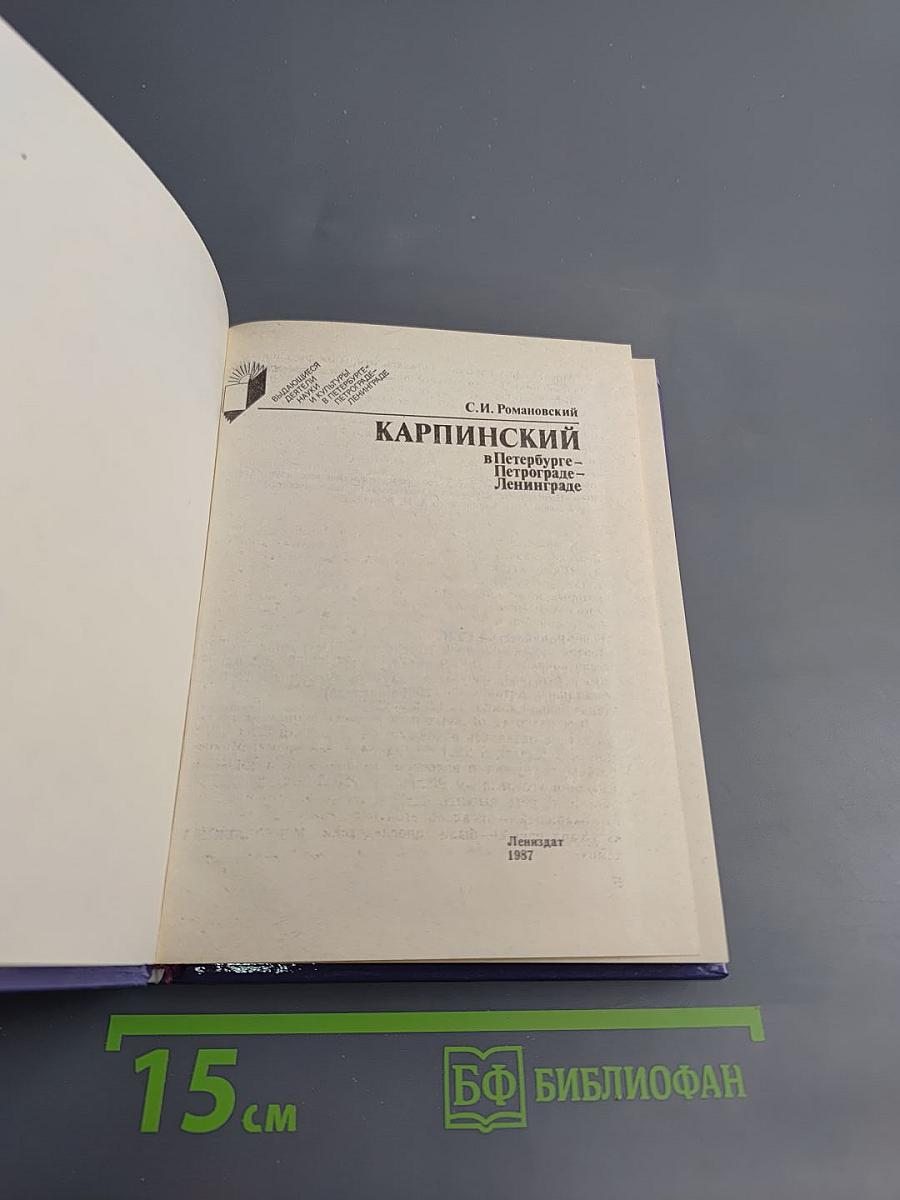 ВЫДАЮЩИЕСЯ
ДЕЯТЕЛИ
НАУКИ
И КУЛЬТУРЫ
В ПЕТЕРБУРГЕ–
ПЕТРОГРАДЕ–
ЛЕНИНГРАДЕ
С.И. Романовский
КАРПИНСКИЙ
в Петербурге–
Петрограде–
Ленинграде
Лениздат
1987
15 см
БФ БИБЛИОФАН